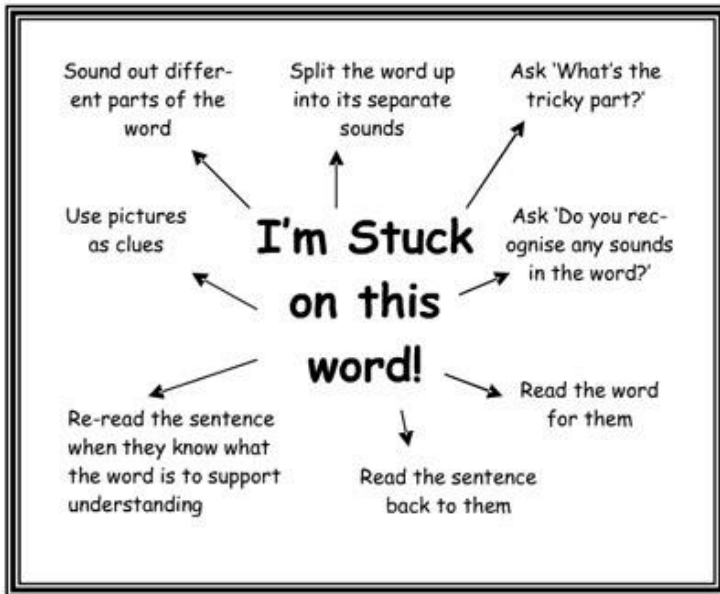 Sound out differ-
ent parts of the
word
Split the word up
into its separate
sounds
Ask ‘What’s the
tricky part?’
Use pictures
as clues
I’m Stuck
on this
word!
Ask ‘Do you rec-
ognise any sounds
in the word?’
Re-read the sentence
when they know what
the word is to support
understanding
Read the sentence
back to them
Read the word
for them